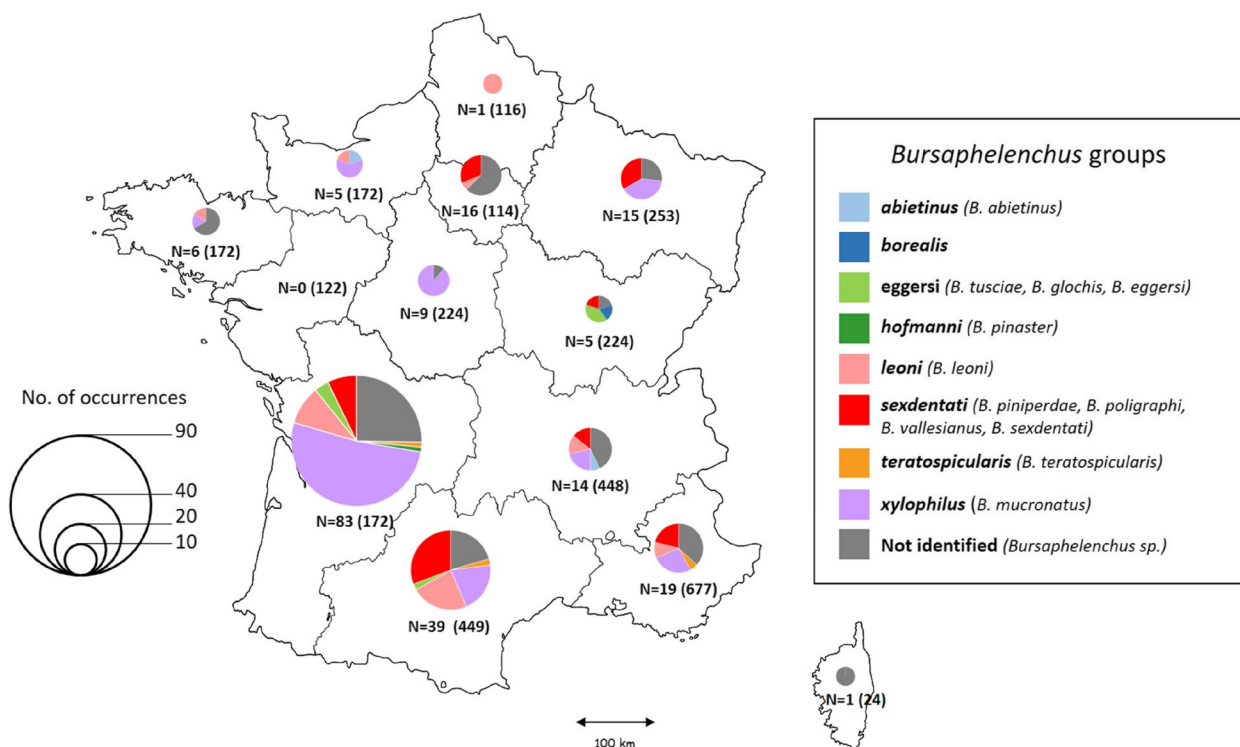 N=1 (116)
N=5 (172)
N=16 (114)
N=15 (253)
N=6 (172)
N=0 (122)
N=9 (224)
N=5 (224)
N=83 (172)
N=14 (448)
N=39 (449)
N=19 (677)
N=1 (24)
No. of occurrences
90
40
20
10
100 km
Bursaphelenchus groups
abietinus (B. abietinus)
borealis
eggersi (B. tusciae, B. glochis, B. eggersi)
hofmanni (B. pinaster)
leoni (B. leoni)
sexdentati (B. piniperdae, B. poligraphi,
B. vallesianus, B. sexdentati)
teratospicularis (B. teratospicularis)
xylophilus (B. mucronatus)
Not identified (Bursaphelenchus sp.)